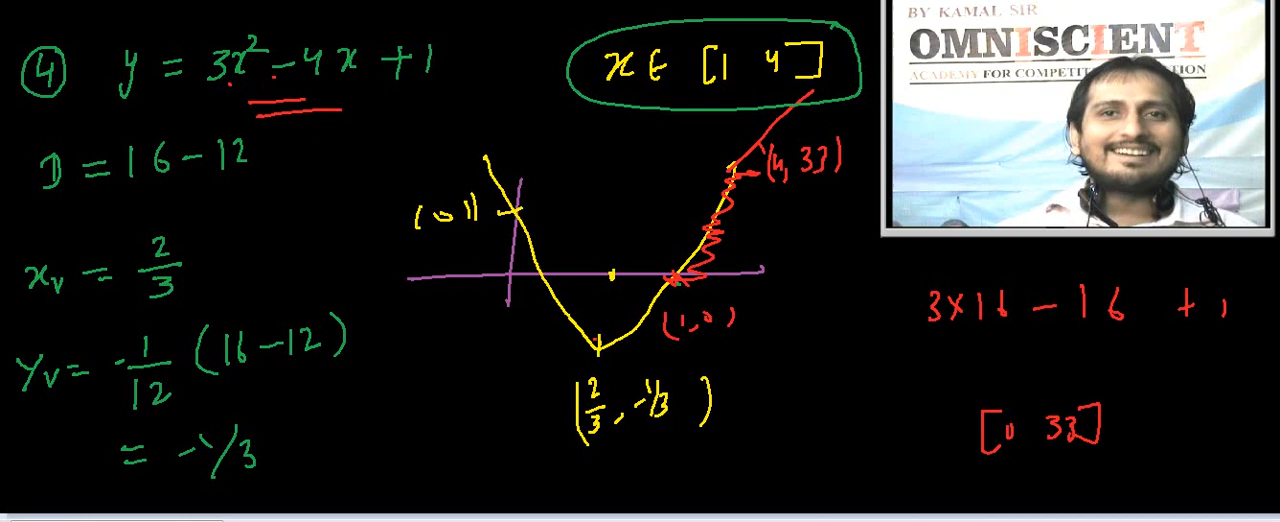 ④ y = 3x² - 4x + 1
x ∈ [1 4]
D = 16 - 12
x_v = 2/3
y_v = -1/12 (16 - 12)
= -1/3
(0 1)
(4, 33)
(1, 0)
(2/3, -1/3)
3×16 - 16 + 1
[0 33]
BY KAMAL SIR
OMNISCIENT
ACADEMY FOR COMPETIT